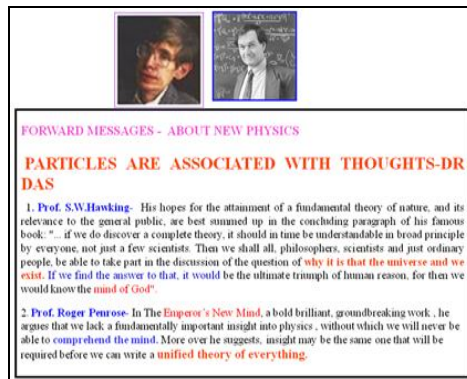 FORWARD MESSAGES - ABOUT NEW PHYSICS
PARTICLES ARE ASSOCIATED WITH THOUGHTS-DR
DAS
1. Prof. S.W.Hawking- His hopes for the attainment of a fundamental theory of nature, and its
relevance to the general public, are best summed up in the concluding paragraph of his famous
book: "... if we do discover a complete theory, it should in time be understandable in broad principle
by everyone, not just a few scientists. Then we shall all, philosophers, scientists and just ordinary
people, be able to take part in the discussion of the question of why it is that the universe and we
exist. If we find the answer to that, it would be the ultimate triumph of human reason, for then we
would know the mind of God".
2. Prof. Roger Penrose- In The Emperor's New Mind, a bold brilliant, groundbreaking work , he
argues that we lack a fundamentally important insight into physics , without which we will never be
able to comprehend the mind. More over he suggests, insight may be the same one that will be
required before we can write a unified theory of everything.